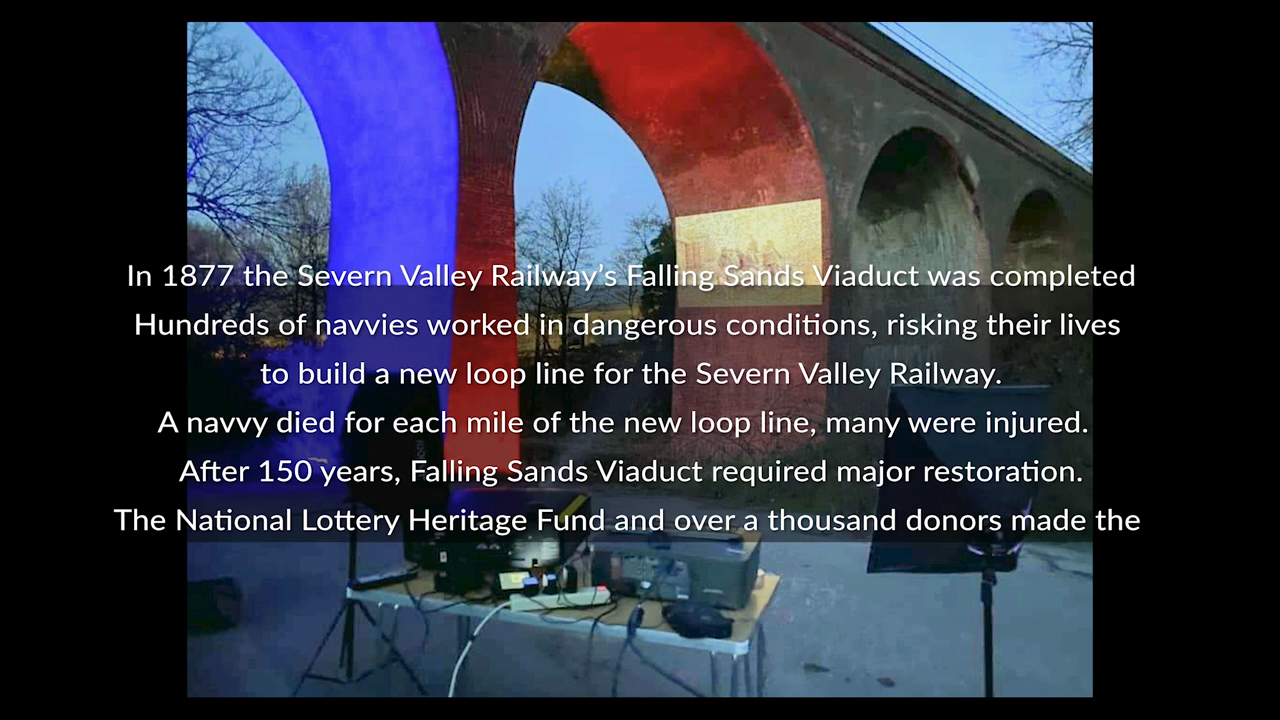 In 1877 the Severn Valley Railway’s Falling Sands Viaduct was completed
Hundreds of navvies worked in dangerous conditions, risking their lives
to build a new loop line for the Severn Valley Railway.
A navvy died for each mile of the new loop line, many were injured.
After 150 years, Falling Sands Viaduct required major restoration.
The National Lottery Heritage Fund and over a thousand donors made the